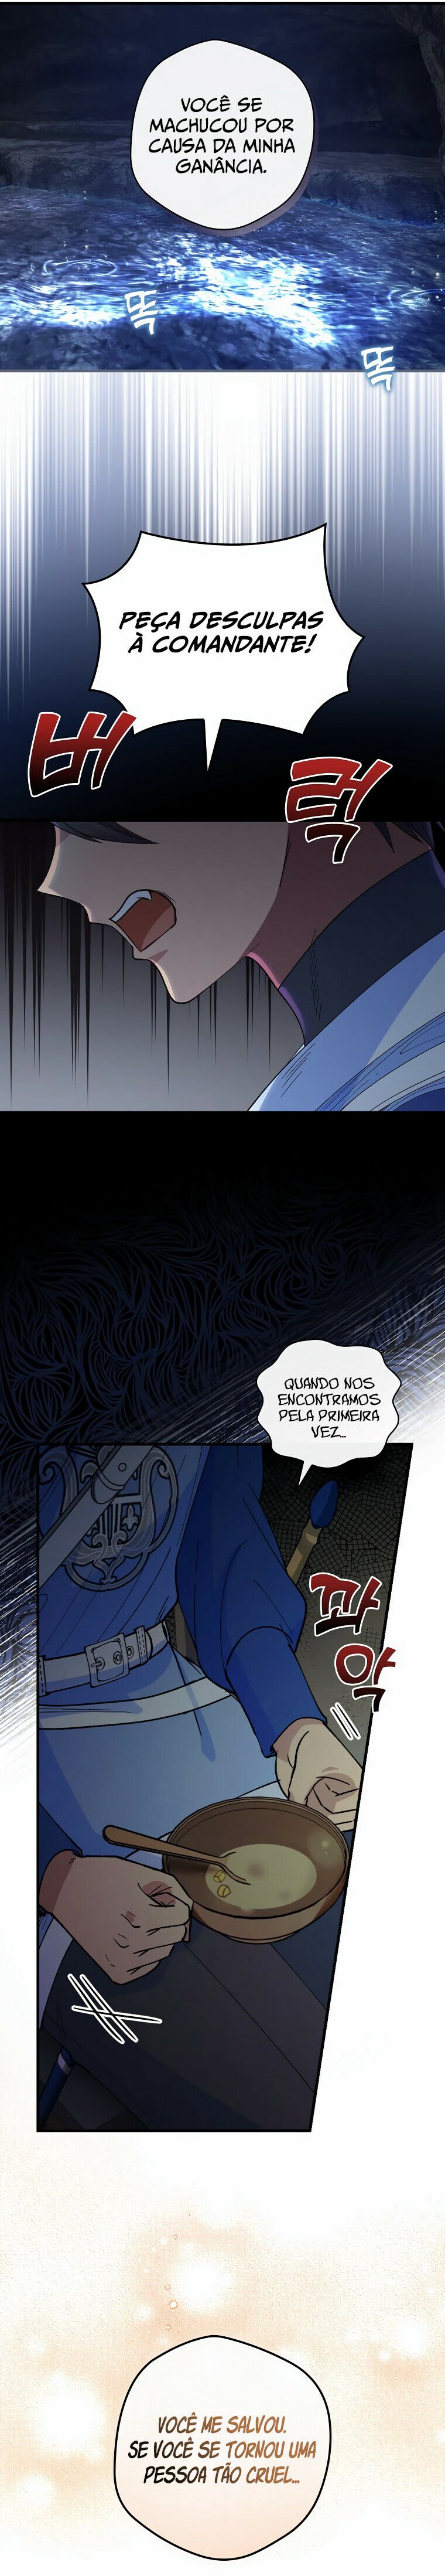 VOCÊ SE
MACHUCOU POR
CAUSA DA MINHA
GANÂNCIA.
똑
똑
PEÇA DESCULPAS
À COMANDANTE!
버
럭
QUANDO NOS
ENCONTRAMOS
PELA PRIMEIRA
VEZ...
콱
악
VOCÊ ME SALVOU.
SE VOCÊ SE TORNOU UMA
PESSOA TÃO CRUEL...